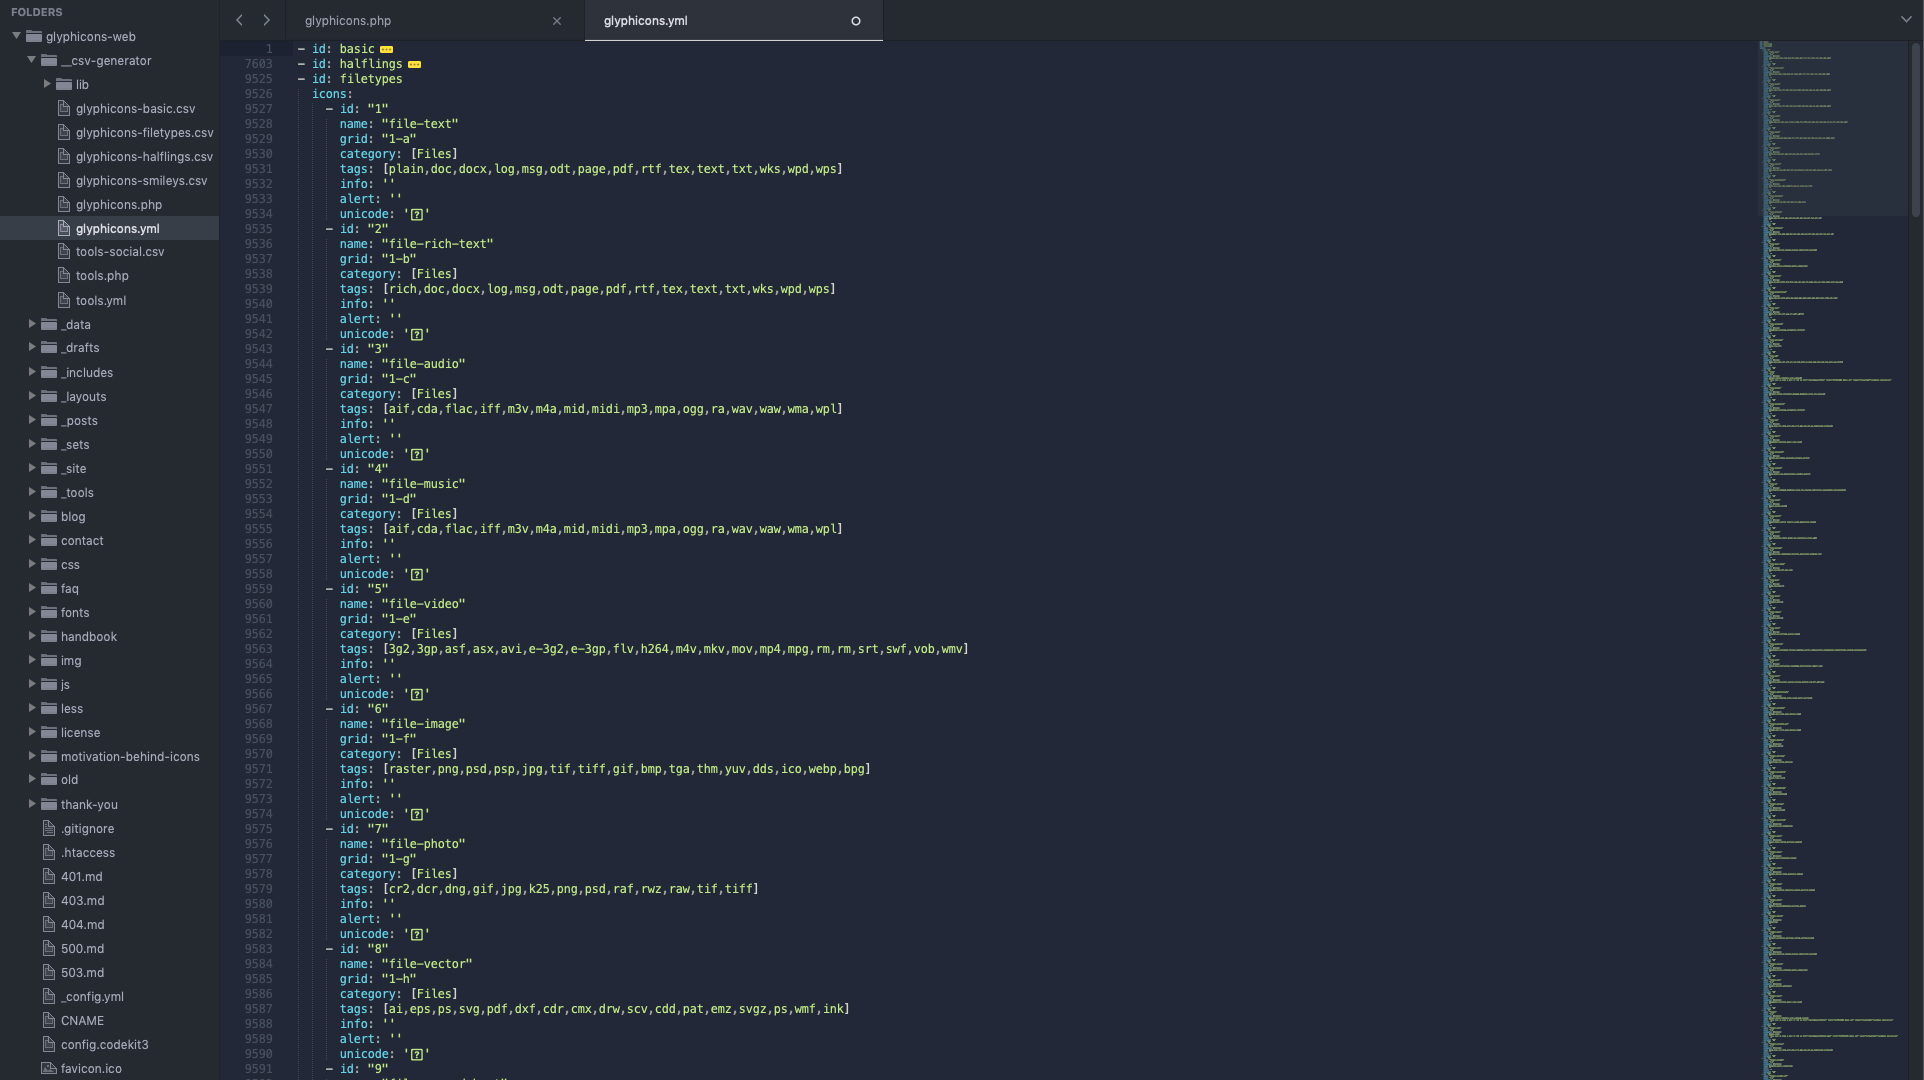 FOLDERS
glyphicons-web
__csv-generator
lib
glyphicons-basic.csv
glyphicons-filetypes.csv
glyphicons-halflings.csv
glyphicons-smileys.csv
glyphicons.php
glyphicons.yml
tools-social.csv
tools.php
tools.yml
_data
_drafts
_includes
_layouts
_posts
_sets
_site
_tools
blog
contact
css
faq
fonts
handbook
img
js
less
license
motivation-behind-icons
old
thank-you
.gitignore
.htaccess
401.md
403.md
404.md
500.md
503.md
_config.yml
CNAME
config.codekit3
favicon.ico
glyphicons.php
glyphicons.yml
1 - id: basic
7603 - id: halflings
9525 - id: filetypes
9526 icons:
9527 - id: "1"
9528 name: "file-text"
9529 grid: "1-a"
9530 category: [Files]
9531 tags: [plain,doc,docx,log,msg,odt,page,pdf,rtf,tex,text,txt,wks,wpd,wps]
9532 info: ''
9533 alert: ''
9534 unicode: '?'
9535 - id: "2"
9536 name: "file-rich-text"
9537 grid: "1-b"
9538 category: [Files]
9539 tags: [rich,doc,docx,log,msg,odt,page,pdf,rtf,tex,text,txt,wks,wpd,wps]
9540 info: ''
9541 alert: ''
9542 unicode: '?'
9543 - id: "3"
9544 name: "file-audio"
9545 grid: "1-c"
9546 category: [Files]
9547 tags: [aif,cda,flac,iff,m3v,m4a,mid,midi,mp3,mpa,ogg,ra,wav,waw,wma,wpl]
9548 info: ''
9549 alert: ''
9550 unicode: '?'
9551 - id: "4"
9552 name: "file-music"
9553 grid: "1-d"
9554 category: [Files]
9555 tags: [aif,cda,flac,iff,m3v,m4a,mid,midi,mp3,mpa,ogg,ra,wav,waw,wma,wpl]
9556 info: ''
9557 alert: ''
9558 unicode: '?'
9559 - id: "5"
9560 name: "file-video"
9561 grid: "1-e"
9562 category: [Files]
9563 tags: [3g2,3gp,asf,asx,avi,e-3g2,e-3gp,flv,h264,m4v,mkv,mov,mp4,mpg,rm,rm,srt,swf,vob,wmv]
9564 info: ''
9565 alert: ''
9566 unicode: '?'
9567 - id: "6"
9568 name: "file-image"
9569 grid: "1-f"
9570 category: [Files]
9571 tags: [raster,png,psd,psp,jpg,tif,tiff,gif,bmp,tga,thm,yuv,dds,ico,webp,bpg]
9572 info: ''
9573 alert: ''
9574 unicode: '?'
9575 - id: "7"
9576 name: "file-photo"
9577 grid: "1-g"
9578 category: [Files]
9579 tags: [cr2,dcr,dng,gif,jpg,k25,png,psd,raf,rwz,raw,tif,tiff]
9580 info: ''
9581 alert: ''
9582 unicode: '?'
9583 - id: "8"
9584 name: "file-vector"
9585 grid: "1-h"
9586 category: [Files]
9587 tags: [ai,eps,ps,svg,pdf,dxf,cdr,cmx,drw,scv,cdd,pat,emz,svgz,ps,wmf,ink]
9588 info: ''
9589 alert: ''
9590 unicode: '?'
9591 - id: "9"